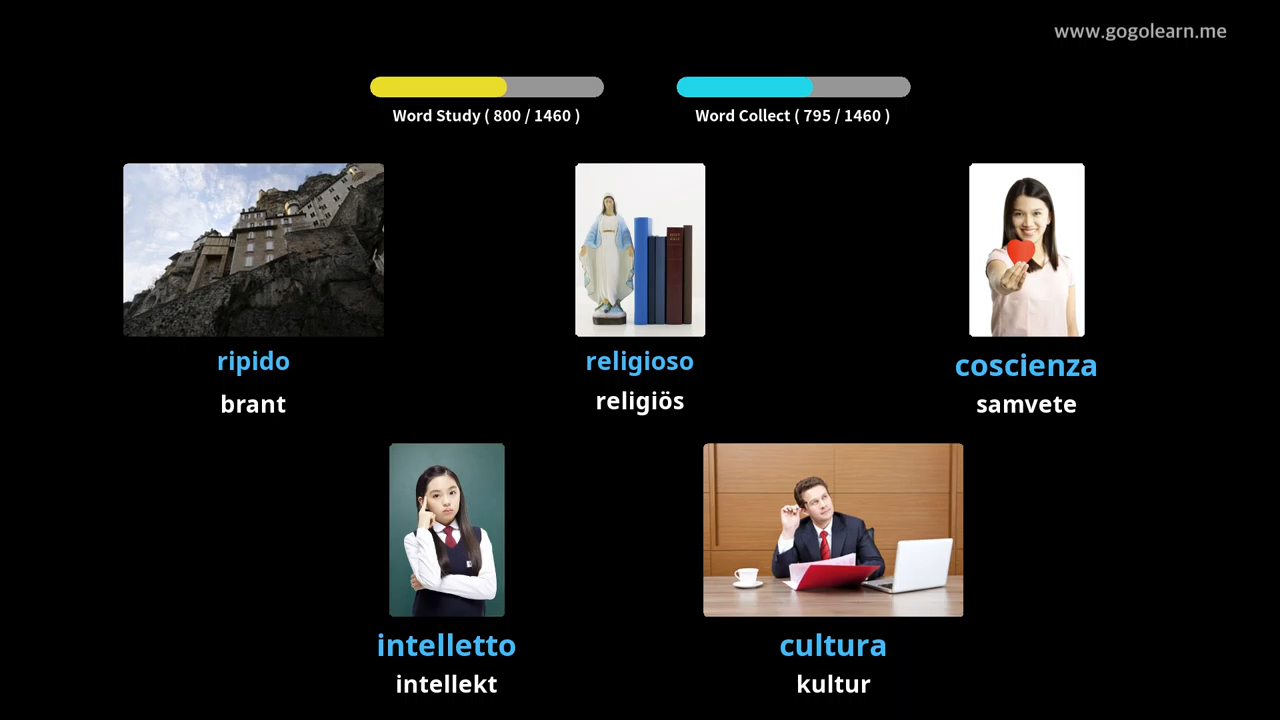 www.gogolearn.me
Word Study ( 800 / 1460 )
Word Collect ( 795 / 1460 )
ripido
brant
religioso
religiös
coscienza
samvete
intelletto
intellekt
cultura
kultur